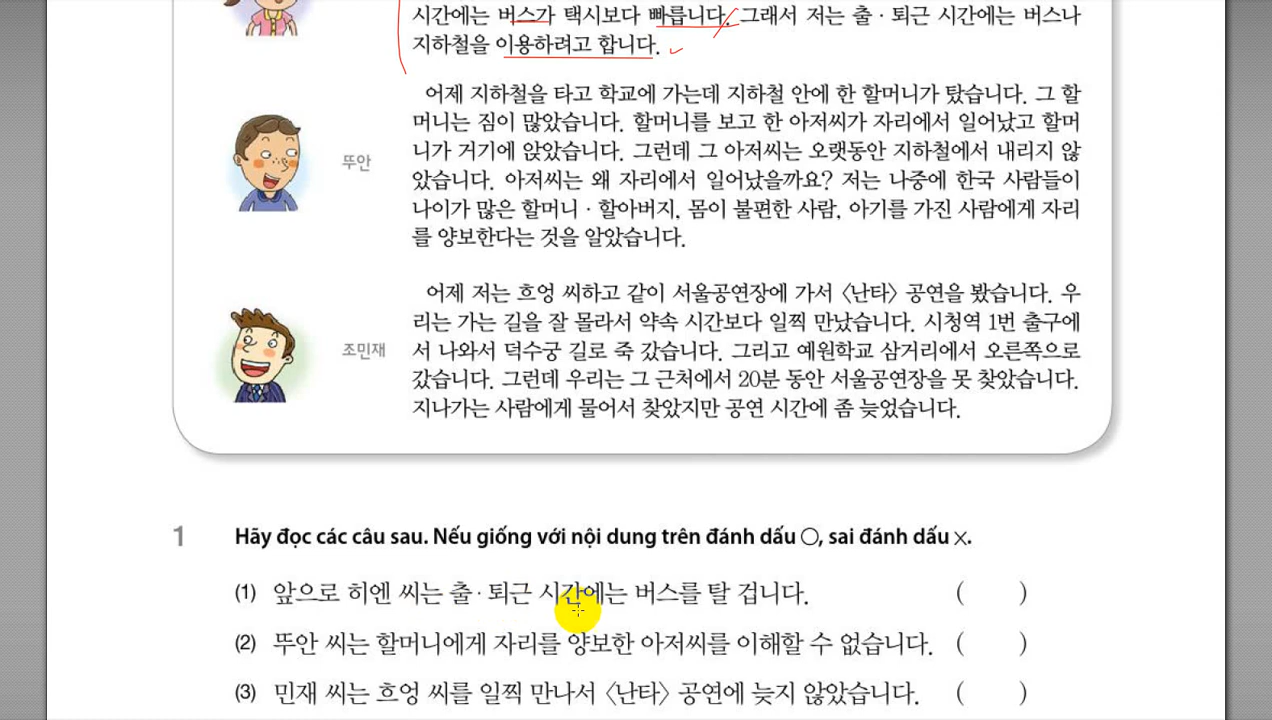 시간에는 버스가 택시보다 빠릅니다. 그래서 저는 출·퇴근 시간에는 버스나
지하철을 이용하려고 합니다.
뚜안
어제 지하철을 타고 학교에 가는데 지하철 안에 한 할머니가 탔습니다. 그 할
머니는 짐이 많았습니다. 할머니를 보고 한 아저씨가 자리에서 일어났고 할머
니가 거기에 앉았습니다. 그런데 그 아저씨는 오랫동안 지하철에서 내리지 않
았습니다. 아저씨는 왜 자리에서 일어났을까요? 저는 나중에 한국 사람들이
나이가 많은 할머니·할아버지, 몸이 불편한 사람, 아기를 가진 사람에게 자리
를 양보한다는 것을 알았습니다.
조민재
어제 저는 흐엉 씨하고 같이 서울공연장에 가서 〈난타〉 공연을 봤습니다. 우
리는 가는 길을 잘 몰라서 약속 시간보다 일찍 만났습니다. 시청역 1번 출구에
서 나와서 덕수궁 길로 죽 갔습니다. 그리고 예원학교 삼거리에서 오른쪽으로
갔습니다. 그런데 우리는 그 근처에서 20분 동안 서울공연장을 못 찾았습니다.
지나가는 사람에게 물어서 찾았지만 공연 시간에 좀 늦었습니다.
1 Hãy đọc các câu sau. Nếu giống với nội dung trên đánh dấu ○, sai đánh dấu ×.
(1) 앞으로 히엔 씨는 출·퇴근 시간에는 버스를 탈 겁니다. ( )
(2) 뚜안 씨는 할머니에게 자리를 양보한 아저씨를 이해할 수 없습니다. ( )
(3) 민재 씨는 흐엉 씨를 일찍 만나서 〈난타〉 공연에 늦지 않았습니다. ( )